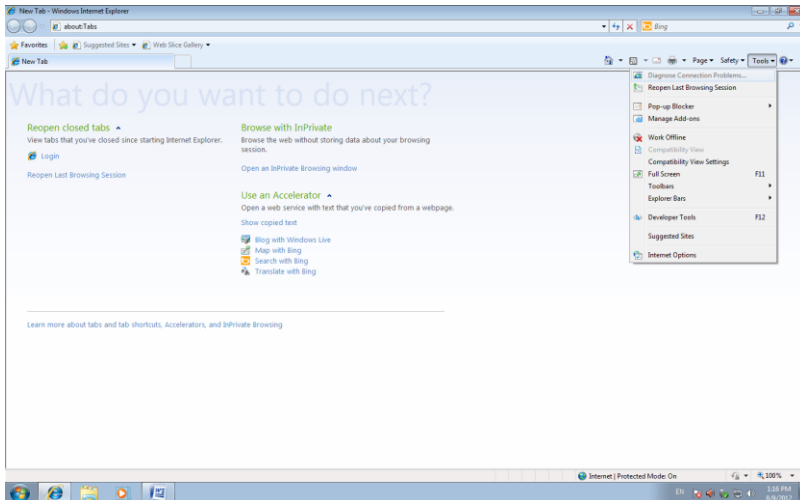 New Tab - Windows Internet Explorer
about:Tabs
Bing
Favorites Suggested Sites Web Slice Gallery
New Tab
Page Safety Tools
What do you want to do next?
Reopen closed tabs
View tabs that you've closed since starting Internet Explorer.
Login
Reopen Last Browsing Session
Browse with InPrivate
Browse the web without storing data about your browsing
session.
Open an InPrivate Browsing window
Use an Accelerator
Open a web service with text that you've copied from a webpage.
Show copied text
Blog with Windows Live
Map with Bing
Search with Bing
Translate with Bing
Learn more about tabs and tab shortcuts, Accelerators, and InPrivate Browsing
Diagnose Connection Problems...
Reopen Last Browsing Session
Pop-up Blocker
Manage Add-ons
Work Offline
Compatibility View
Compatibility View Settings
Full Screen F11
Toolbars
Explorer Bars
Developer Tools F12
Suggested Sites
Internet Options
Internet | Protected Mode: On 100%
EN 1:16 PM
8/9/2012